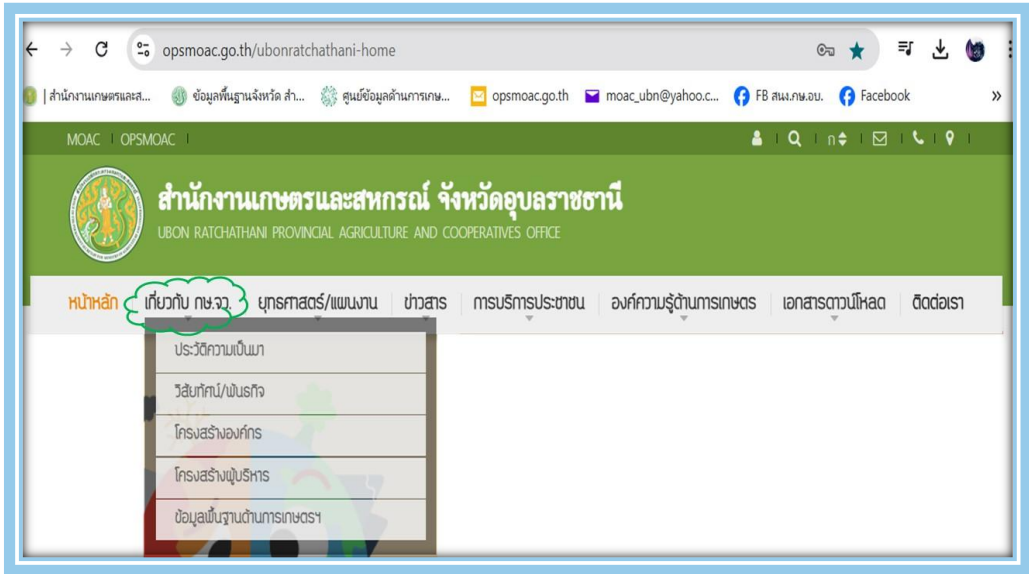 opsmoac.go.th/ubonratchathani-home
| สำนักงานเกษตรและส... ข้อมูลพื้นฐานจังหวัด สำ... ศูนย์ข้อมูลด้านการเกษ... opsmoac.go.th moac_ubn@yahoo.c... FB สนง.กษ.อบ. Facebook »
MOAC | OPSMOAC |
ก
สำนักงานเกษตรและสหกรณ์ จังหวัดอุบลราชธานี
UBON RATCHATHANI PROVINCIAL AGRICULTURE AND COOPERATIVES OFFICE
หน้าหลัก เกี่ยวกับ กษ.จว. ยุทธศาสตร์/แผนงาน ข่าวสาร การบริการประชาชน องค์ความรู้ด้านการเกษตร เอกสารดาวน์โหลด ติดต่อเรา
ประวัติความเป็นมา
วิสัยทัศน์/พันธกิจ
โครงสร้างองค์กร
โครงสร้างผู้บริหาร
ข้อมูลพื้นฐานด้านการเกษตรฯ